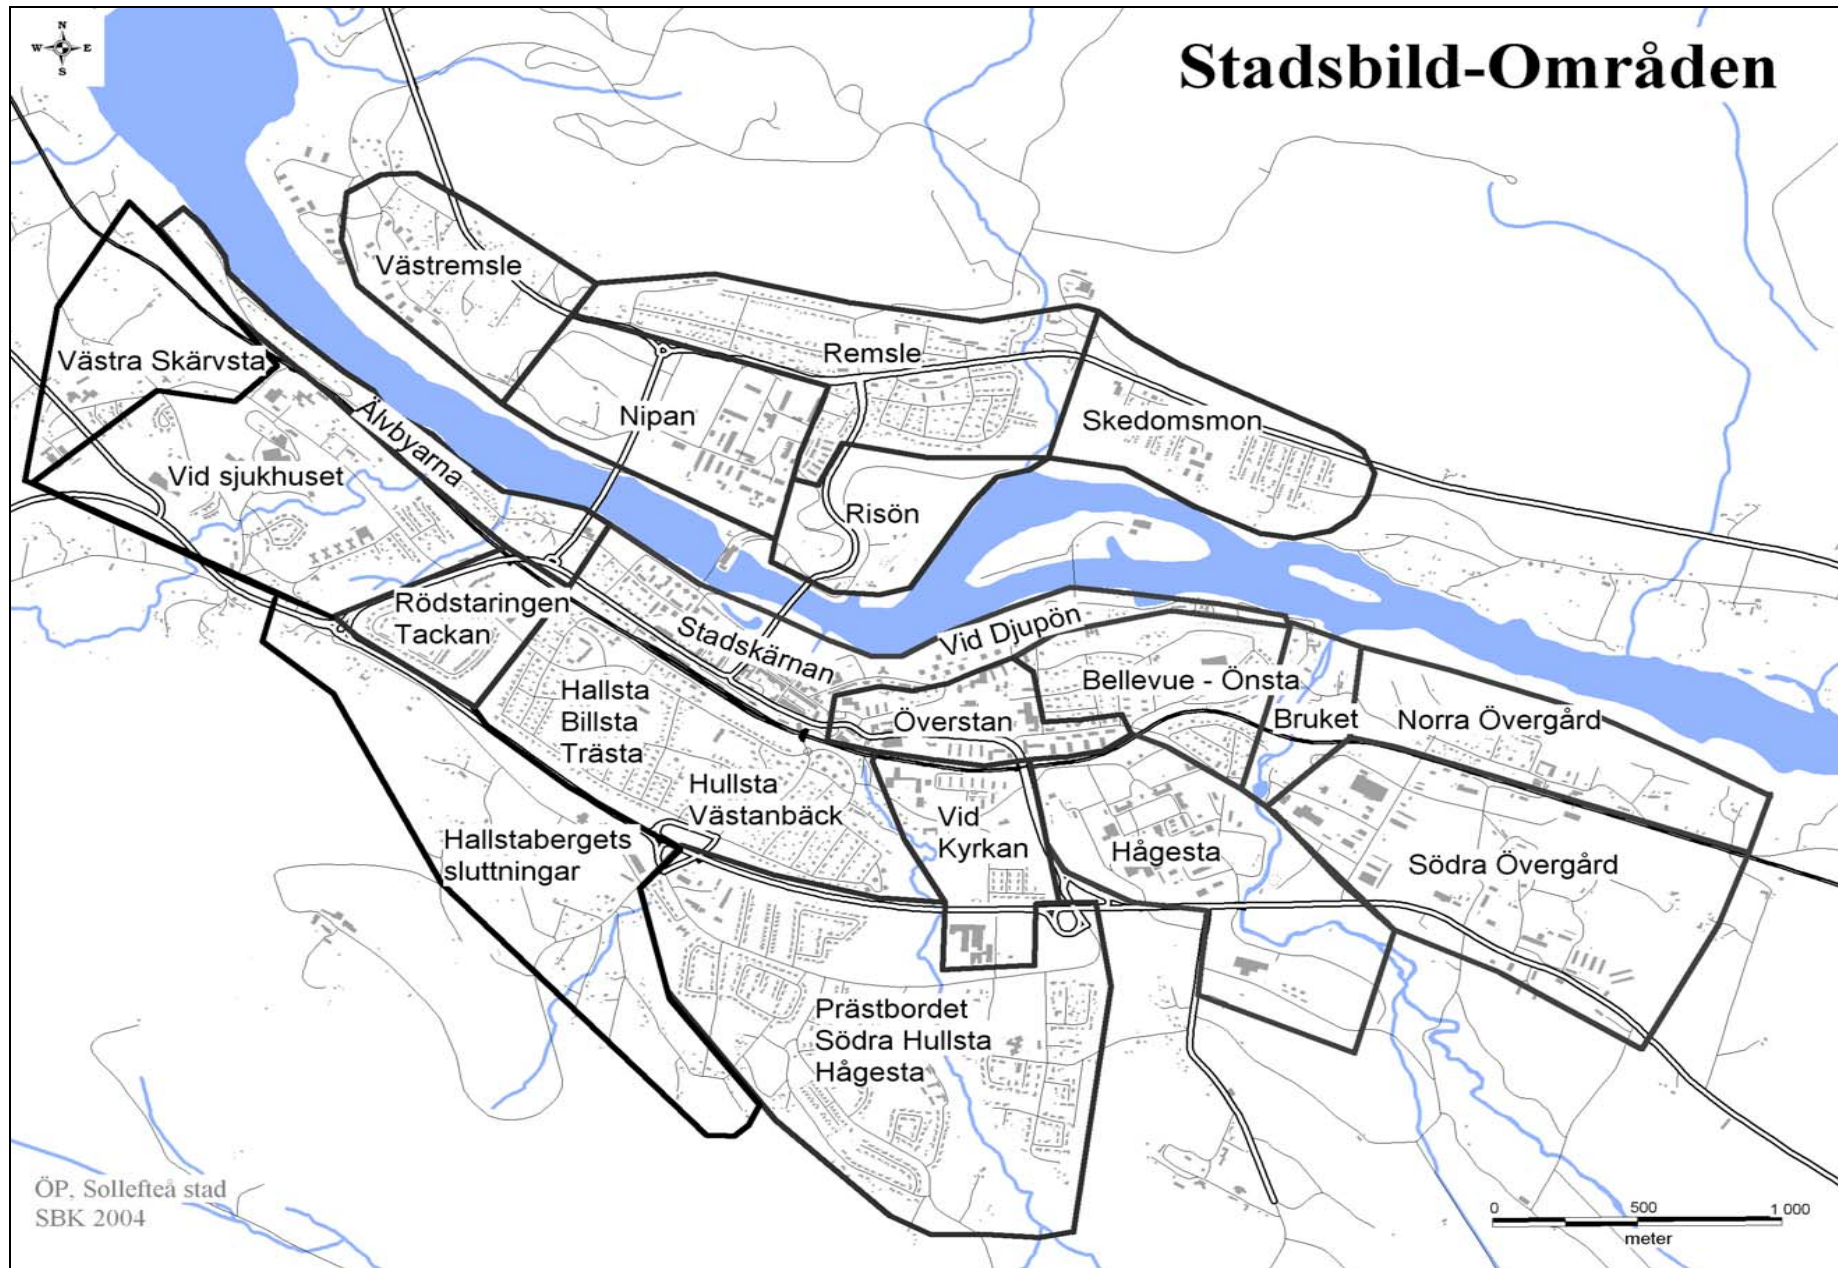 N
W E
S
Stadsbild-Områden
Västremsle
Västra Skärvsta
Remsle
Älvbyarna
Nipan
Skedomsmon
Vid sjukhuset
Risön
Rödstaringen
Tackan
Stadskärnan
Vid Djupön
Hallsta
Billsta
Trästa
Bellevue - Önsta
Överstan
Bruket
Norra Övergård
Hullsta
Västanbäck
Vid
Kyrkan
Hallstabergets
sluttningar
Hågesta
Södra Övergård
Prästbordet
Södra Hullsta
Hågesta
ÖP, Sollefteå stad
SBK 2004
0 500 1 000
meter